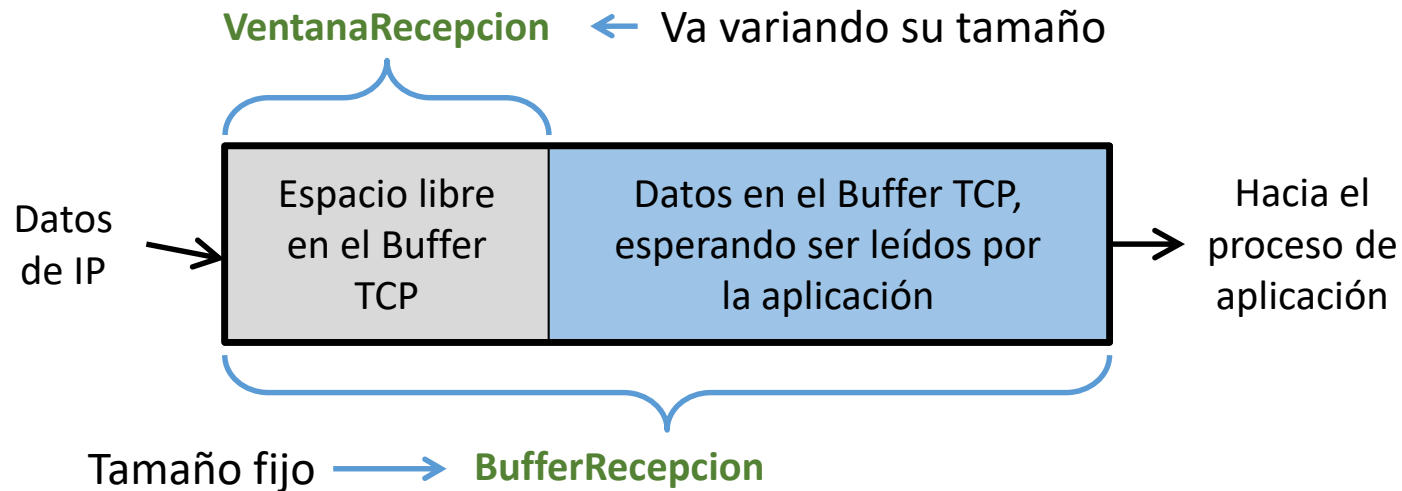 VentanaRecepcion
Va variando su tamaño
Datos
de IP
Espacio libre
en el Buffer
TCP
Datos en el Buffer TCP,
esperando ser leídos por
la aplicación
Hacia el
proceso de
aplicación
Tamaño fijo
BufferRecepcion